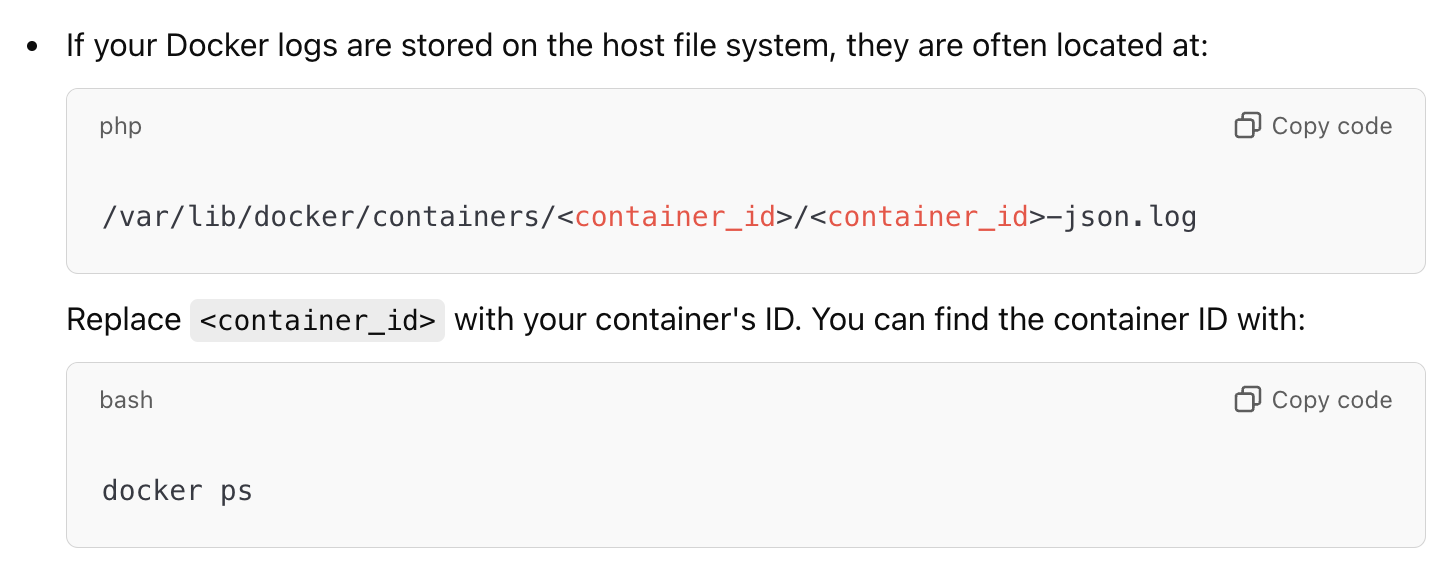 • If your Docker logs are stored on the host file system, they are often located at:
php Copy code
/var/lib/docker/containers/<container_id>/<container_id>-json.log
Replace <container_id> with your container's ID. You can find the container ID with:
bash Copy code
docker ps